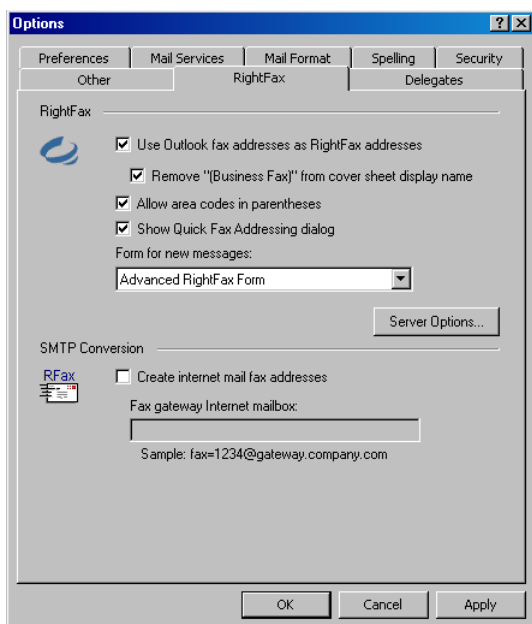 Options
Preferences Mail Services Mail Format Spelling Security
Other RightFax Delegates
RightFax
Use Outlook fax addresses as RightFax addresses
Remove "(Business Fax)" from cover sheet display name
Allow area codes in parentheses
Show Quick Fax Addressing dialog
Form for new messages:
Advanced RightFax Form
Server Options...
SMTP Conversion
RFax
Create internet mail fax addresses
Fax gateway Internet mailbox:
Sample: fax=1234@gateway.company.com
OK Cancel Apply